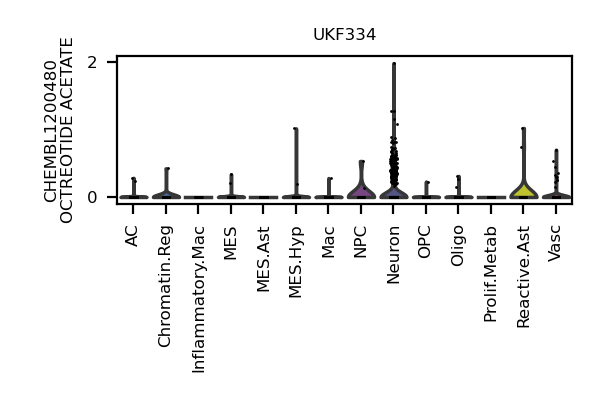 UKF334
CHEMBL1200480
OCTREOTIDE ACETATE
2
0
AC
Chromatin.Reg
Inflammatory.Mac
MES
MES.Ast
MES.Hyp
Mac
NPC
Neuron
OPC
Oligo
Prolif.Metab
Reactive.Ast
Vasc